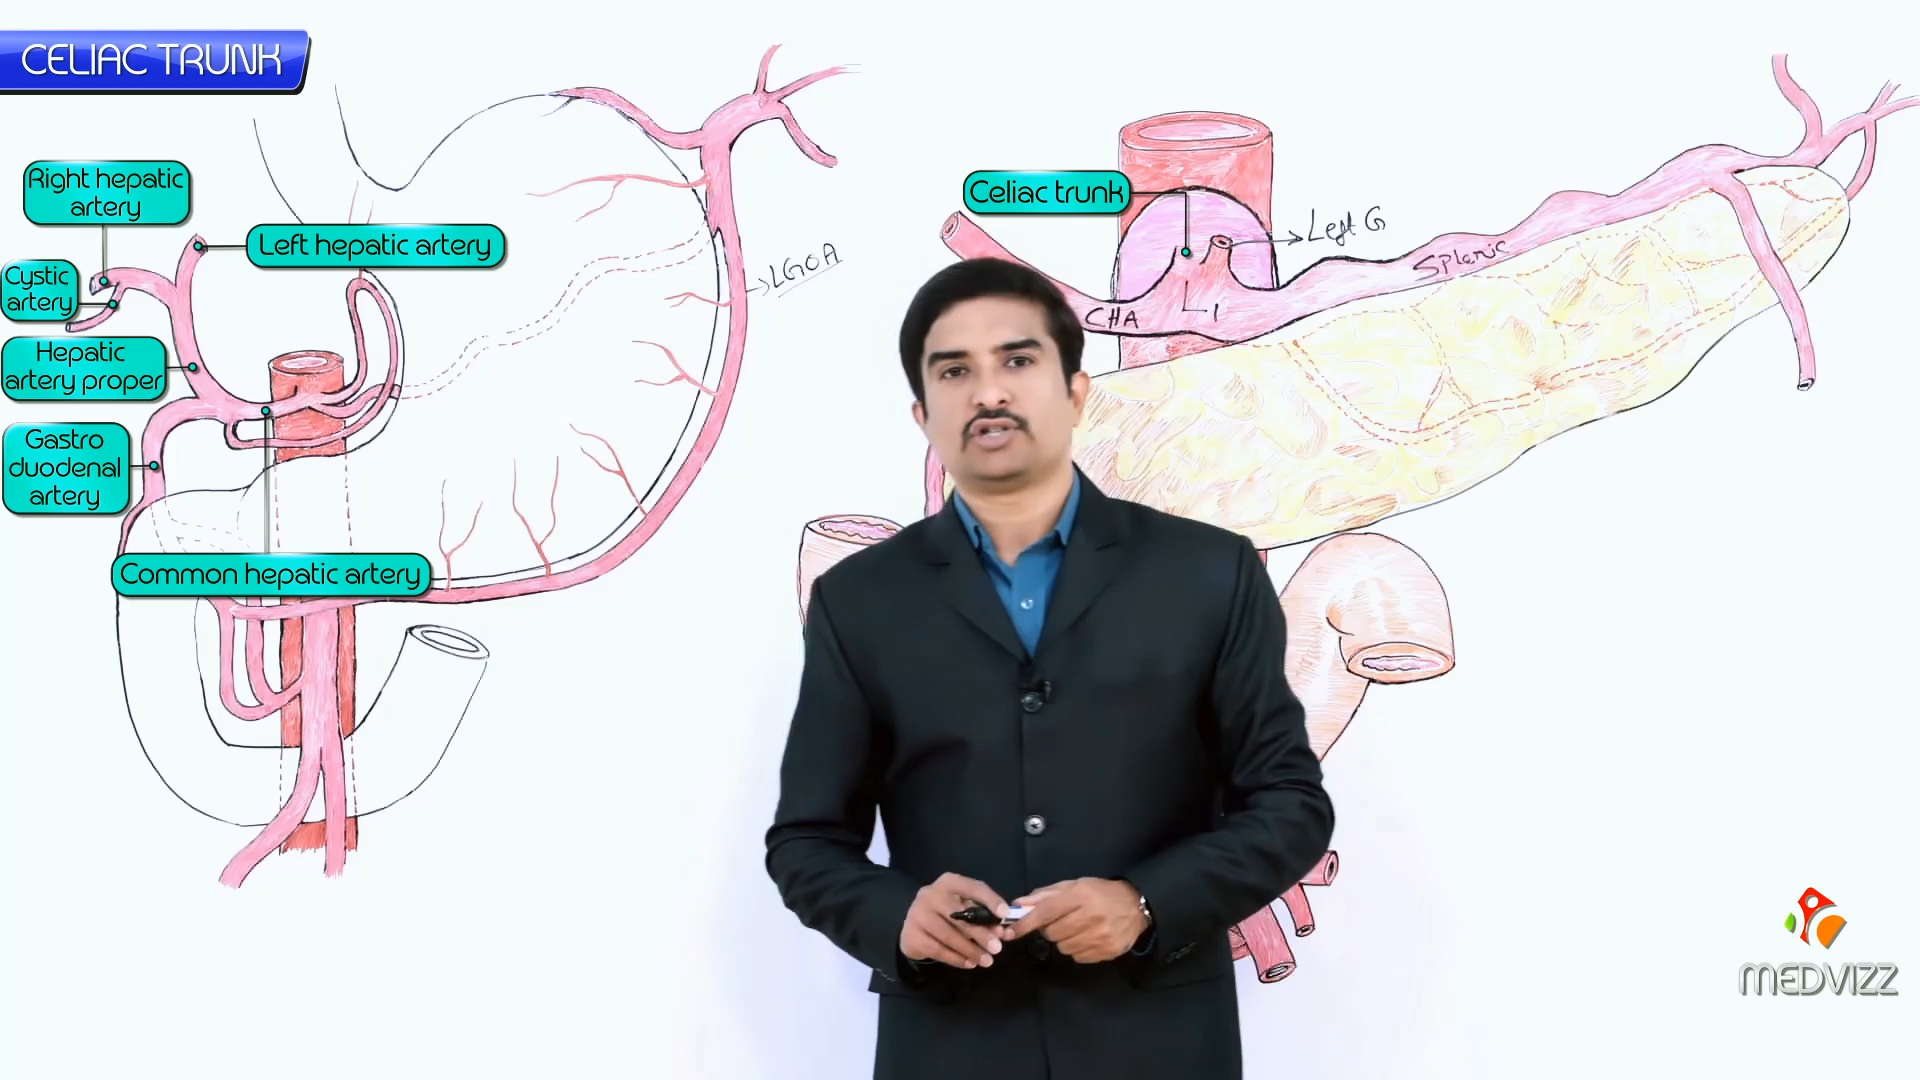 CELIAC TRUNK
Right hepatic
artery
Left hepatic artery
Cystic
artery
Hepatic
artery proper
Gastro
duodenal
artery
Common hepatic artery
LGOA
Celiac trunk
Left G
Splenic
CHA
L1
MEDVIZZ